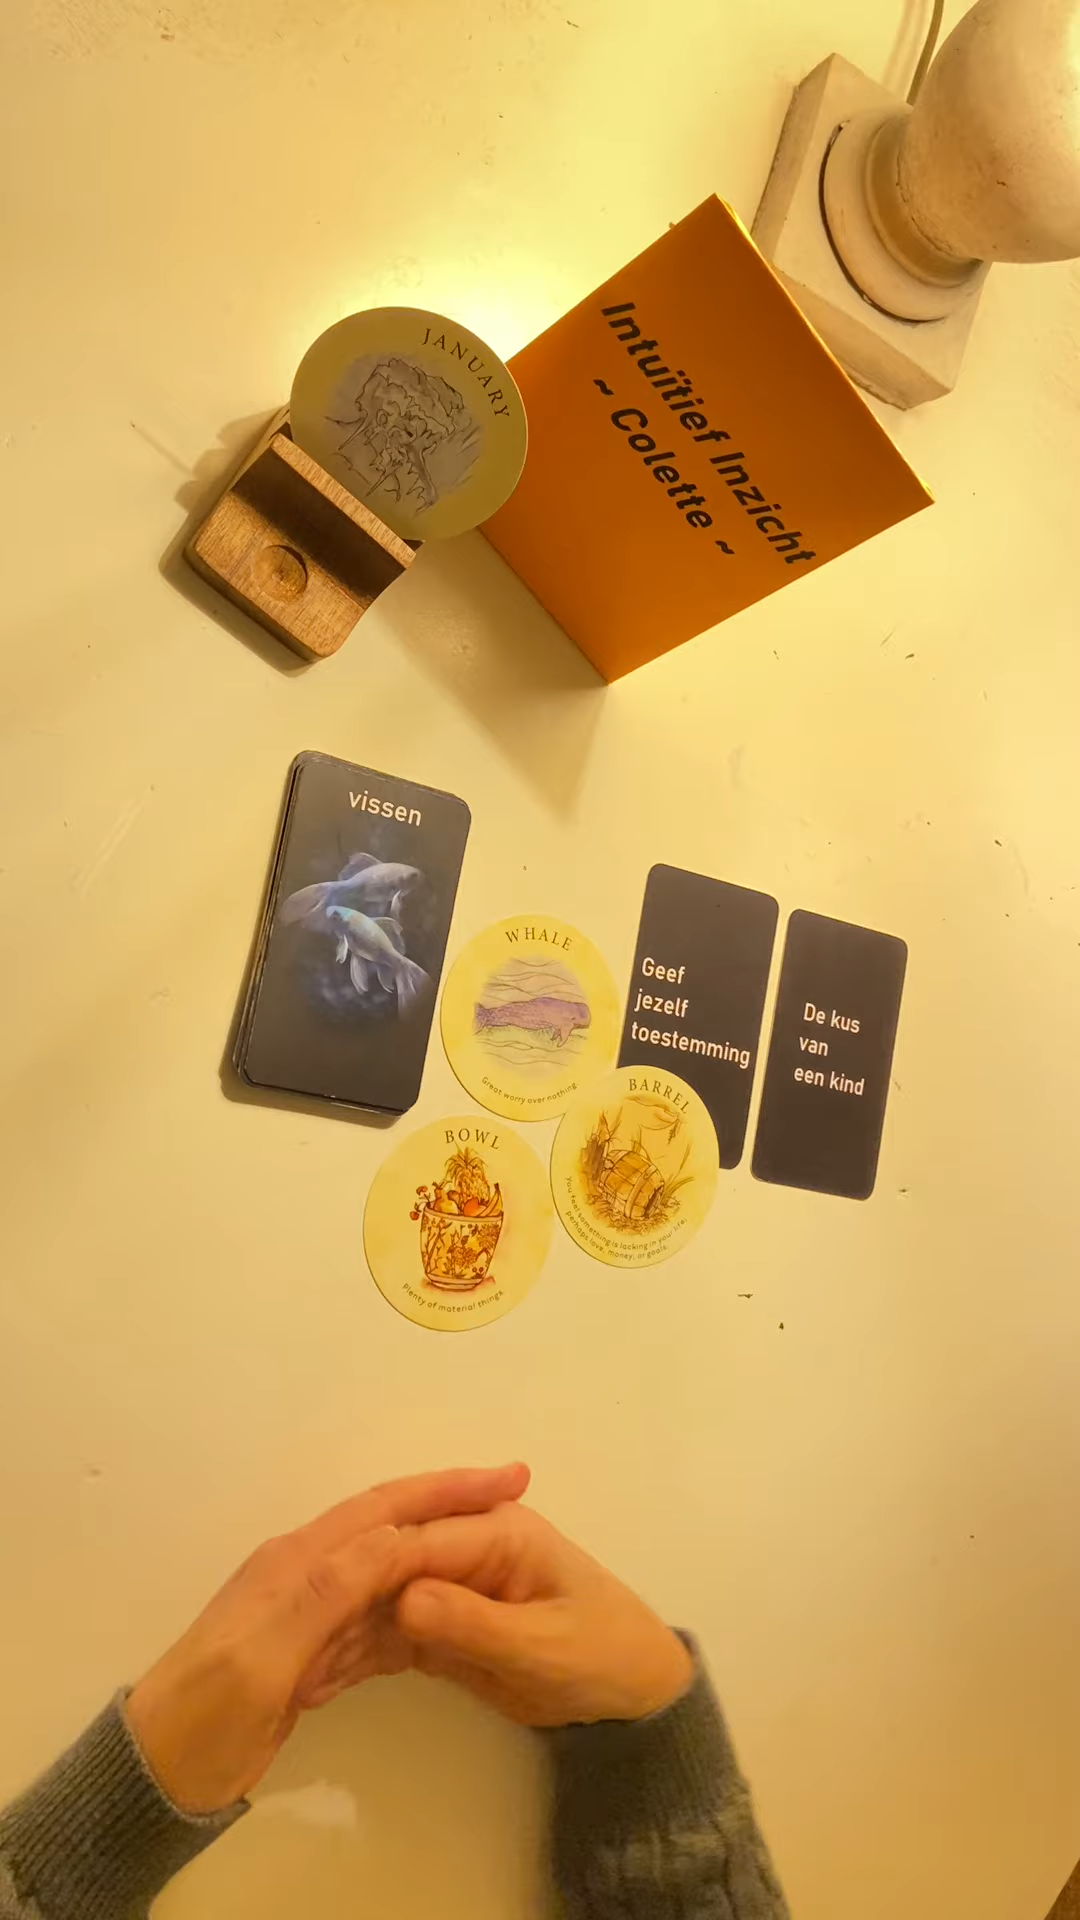 JANUARY
Intuïtief Inzicht
~ Colette ~
vissen
WHALE
Great worry over nothing.
Geef
jezelf
toestemming
De kus
van
een kind
BARREL
You feel something is lacking in your life;
perhaps love, money, or goals.
BOWL
Plenty of material things.